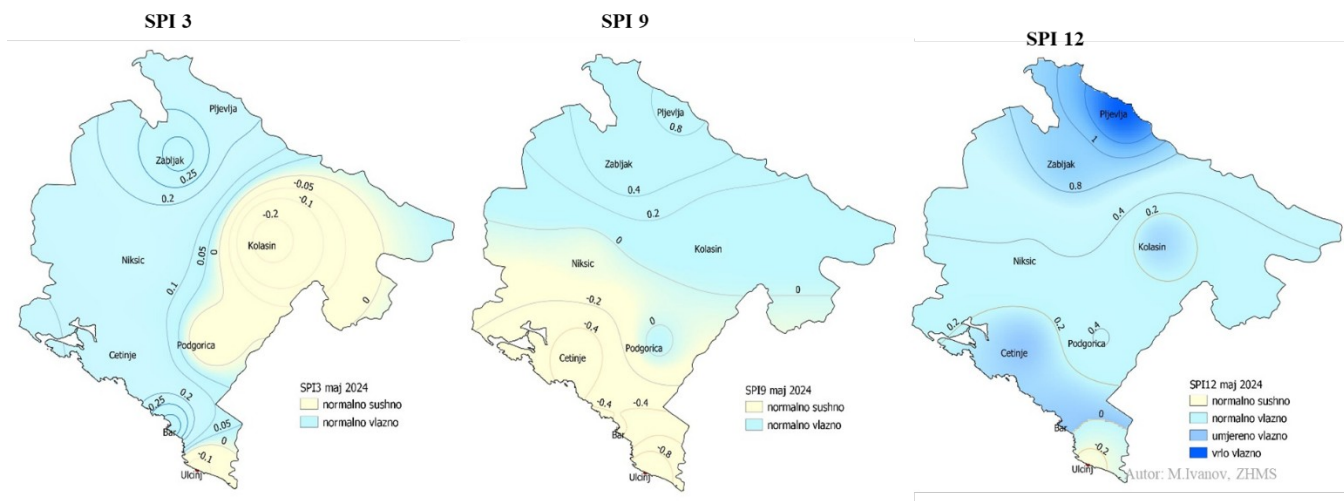 SPI 3
Pljevlja
Zabljak
0.25
0.2
-0.05
-0.1
-0.2
Kolasin
0
0.05
Niksic
0.1
0
Podgorica
Cetinje
0.2
0.25
Bar
0.05
0
-0.1
Ulcinj
SPI3 maj 2024
normalno sushno
normalno vlazno
SPI 9
Pljevlja
0.8
Zabljak
0.4
0.2
0
Kolasin
Niksic
0
-0.2
0
-0.4
Podgorica
Cetinje
-0.4
-0.4
Bar
-0.8
Ulcinj
SPI9 maj 2024
normalno sushno
normalno vlazno
SPI 12
Pljevlja
1
Zabljak
0.8
0.4
0.2
Kolasin
Niksic
0.2
0.2
0.4
Podgorica
Cetinje
0
Bar
-0.2
Ulcinj
SPI12 maj 2024
normalno sushno
normalno vlazno
umjereno vlazno
vrlo vlazno
Autor: M.Ivanov, ZHMS